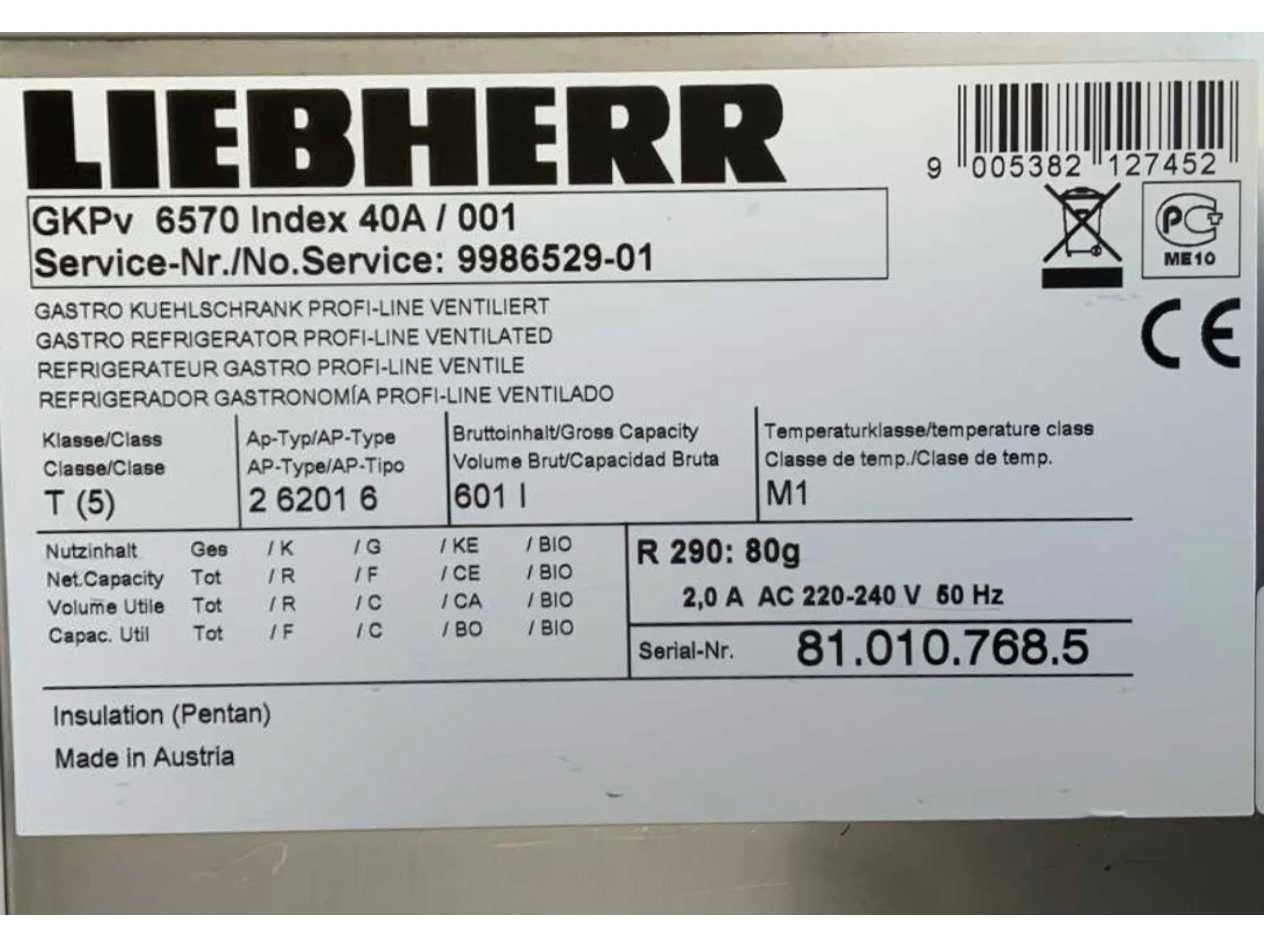 LIEBHERR
9 005382 127452
GKPv 6570 Index 40A / 001
Service-Nr./No.Service: 9986529-01
PCT
ME10
CE
GASTRO KUEHLSCHRANK PROFI-LINE VENTILIERT
GASTRO REFRIGERATOR PROFI-LINE VENTILATED
REFRIGERATEUR GASTRO PROFI-LINE VENTILE
REFRIGERADOR GASTRONOMÍA PROFI-LINE VENTILADO
Klasse/Class
Classe/Clase
T (5)
Ap-Typ/AP-Type
AP-Type/AP-Tipo
2 6201 6
Bruttoinhalt/Gross Capacity
Volume Brut/Capacidad Bruta
601 l
Temperaturklasse/temperature class
Classe de temp./Clase de temp.
M1
Nutzinhalt Ges / K / G / KE / BIO
Net.Capacity Tot / R / F / CE / BIO
Volume Utile Tot / R / C / CA / BIO
Capac. Util Tot / F / C / BO / BIO
R 290: 80g
2,0 A AC 220-240 V 50 Hz
Serial-Nr. 81.010.768.5
Insulation (Pentan)
Made in Austria